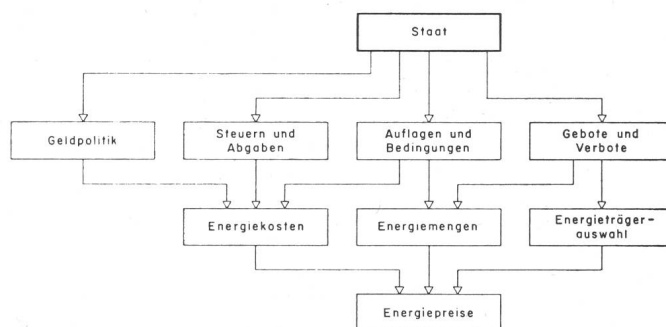 Staat
Geldpolitik
Steuern und
Abgaben
Auflagen und
Bedingungen
Gebote und
Verbote
Energiekosten
Energiemengen
Energieträger-
auswahl
Energiepreise